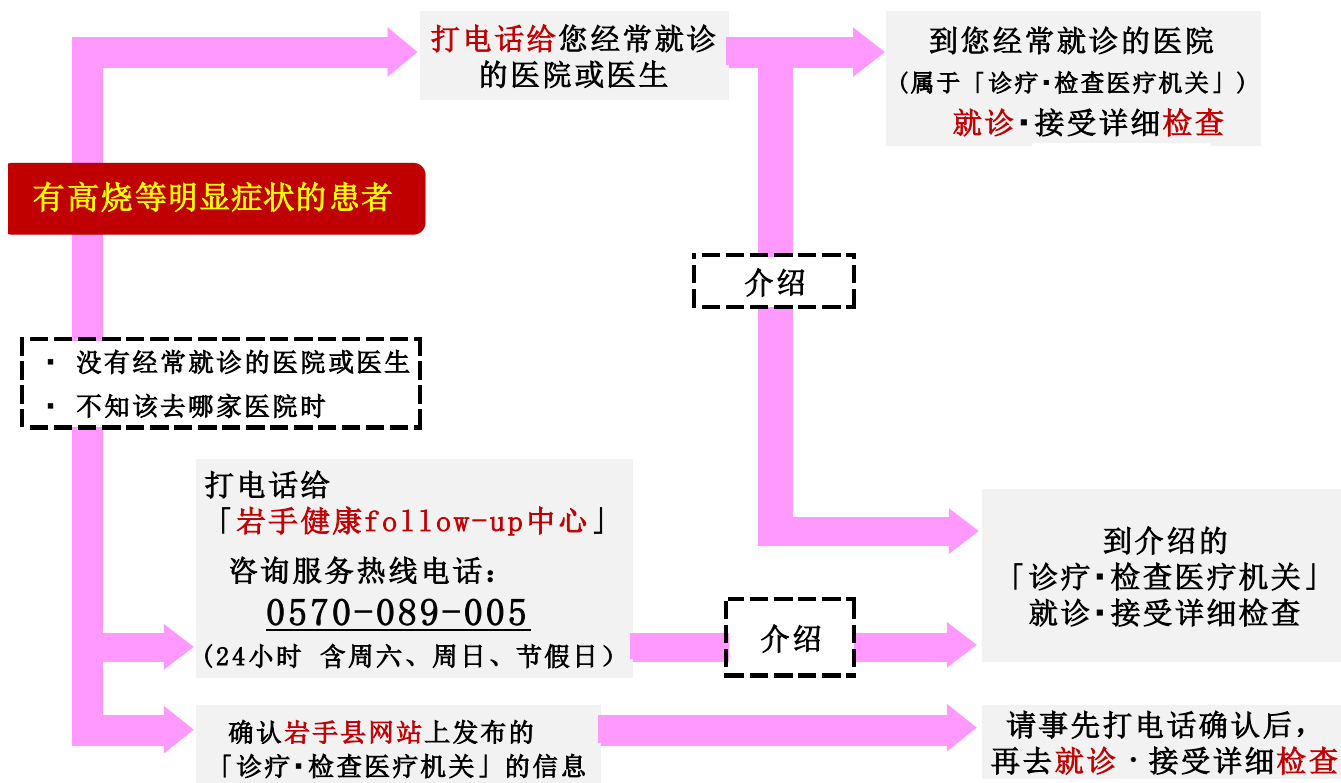 打电话给您经常就诊
的医院或医生
到您经常就诊的医院
(属于「诊疗·检查医疗机关」)
就诊·接受详细检查
有高烧等明显症状的患者
介绍
· 没有经常就诊的医院或医生
· 不知该去哪家医院时
打电话给
「岩手健康follow-up中心」
咨询服务热线电话：
0570-089-005
(24小时 含周六、周日、节假日)
介绍
到介绍的
「诊疗·检查医疗机关」
就诊·接受详细检查
确认岩手县网站上发布的
「诊疗·检查医疗机关」的信息
请事先打电话确认后，
再去就诊·接受详细检查